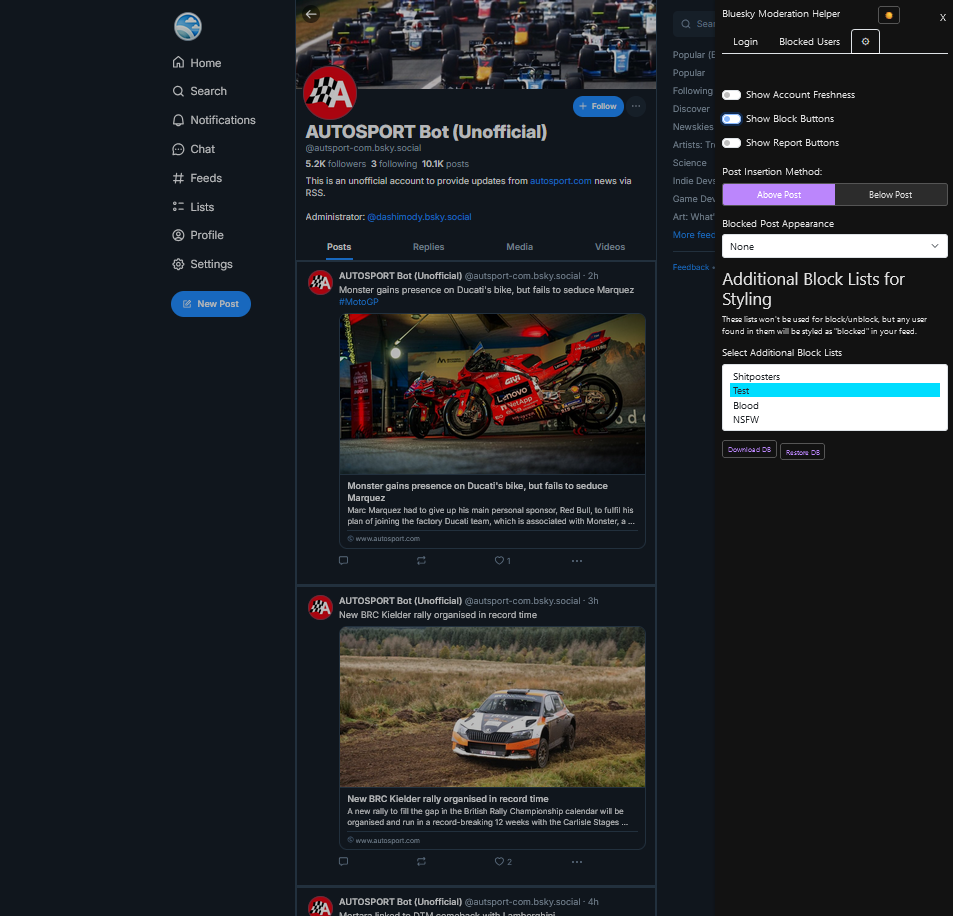 Home
Search
Notifications
Chat
Feeds
Lists
Profile
Settings
New Post
+ Follow
AUTOSPORT Bot (Unofficial)
@autsport-com.bsky.social
5.2K followers 3 following 10.1K posts
This is an unofficial account to provide updates from autosport.com news via
RSS.
Administrator: @dashimody.bsky.social
Posts Replies Media Videos
AUTOSPORT Bot (Unofficial) @autsport-com.bsky.social · 2h
Monster gains presence on Ducati's bike, but fails to seduce Marquez
#MotoGP
Lenovo
GIVI
Monster gains presence on Ducati's bike, but fails to seduce
Marquez
Marc Marquez had to give up his main personal sponsor, Red Bull, to fulfil his
plan of joining the factory Ducati team, which is associated with Monster, a ...
www.autosport.com
1
AUTOSPORT Bot (Unofficial) @autsport-com.bsky.social · 3h
New BRC Kielder rally organised in record time
New BRC Kielder rally organised in record time
A new rally to fill the gap in the British Rally Championship calendar will be
organised and run in a record-breaking 12 weeks with the Carlisle Stages ...
www.autosport.com
2
AUTOSPORT Bot (Unofficial) @autsport-com.bsky.social · 4h
Mortara linked to DTM comeback with Lamborghini
Sea
Popular (E
Popular
Following
Discover
Newskies
Artists: Tr
Science
Indie Devs
Game Dev
Art: What'
More feed
Feedback
Bluesky Moderation Helper
X
Login Blocked Users
Show Account Freshness
Show Block Buttons
Show Report Buttons
Post Insertion Method:
Above Post Below Post
Blocked Post Appearance
None
Additional Block Lists for
Styling
These lists won't be used for block/unblock, but any user
found in them will be styled as "blocked" in your feed.
Select Additional Block Lists
Shitposters
Test
Blood
NSFW
Download DB Restore DB